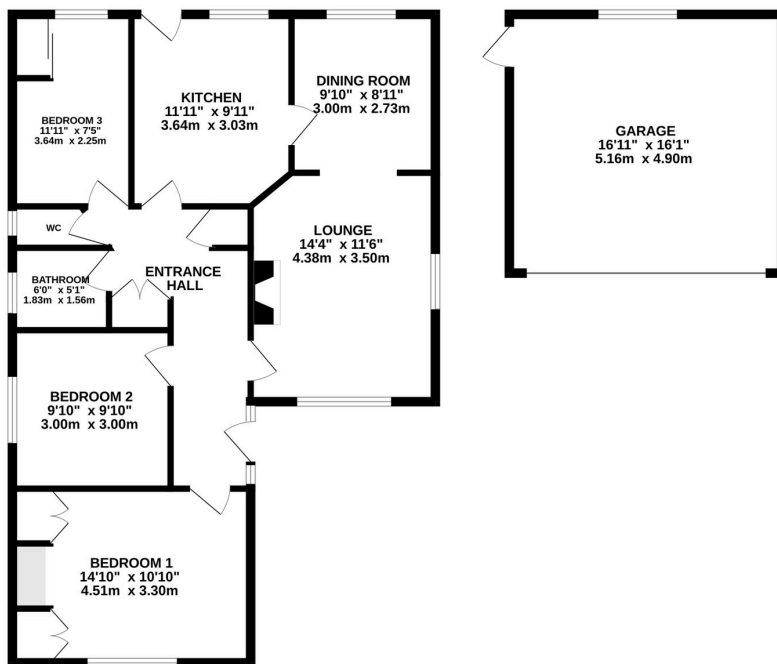 KITCHEN
11'11" x 9'11"
3.64m x 3.03m
DINING ROOM
9'10" x 8'11"
3.00m x 2.73m
BEDROOM 3
11'11" x 7'5"
3.64m x 2.25m
GARAGE
16'11" x 16'1"
5.16m x 4.90m
WC
LOUNGE
14'4" x 11'6"
4.38m x 3.50m
BATHROOM
6'0" x 5'1"
1.83m x 1.56m
ENTRANCE
HALL
BEDROOM 2
9'10" x 9'10"
3.00m x 3.00m
BEDROOM 1
14'10" x 10'10"
4.51m x 3.30m